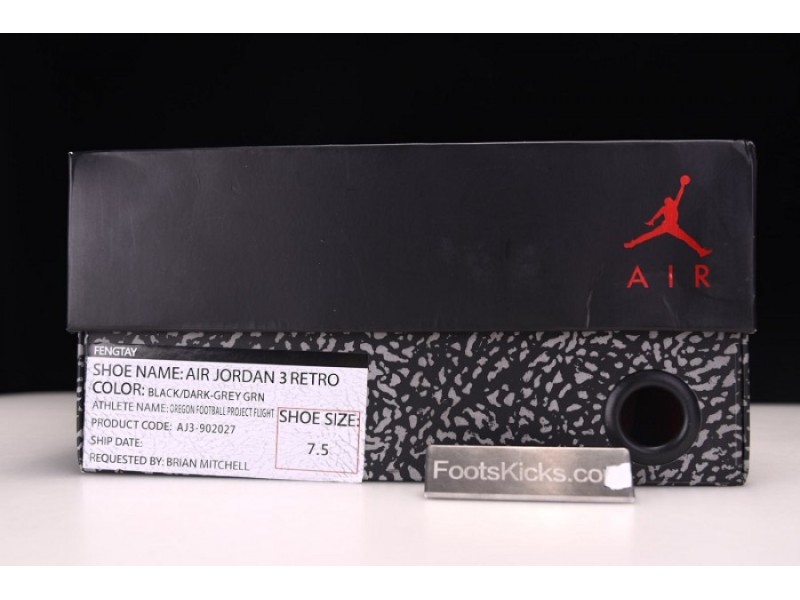 AIR
FENGTAY
SHOE NAME: AIR JORDAN 3 RETRO
COLOR: BLACK/DARK-GREY GRN
ATHLETE NAME: OREGON FOOTBALL PROJECT FLIGHT
SHOE SIZE:
PRODUCT CODE: AJ3-902027
7.5
SHIP DATE:
REQUESTED BY: BRIAN MITCHELL
FootsKicks.com